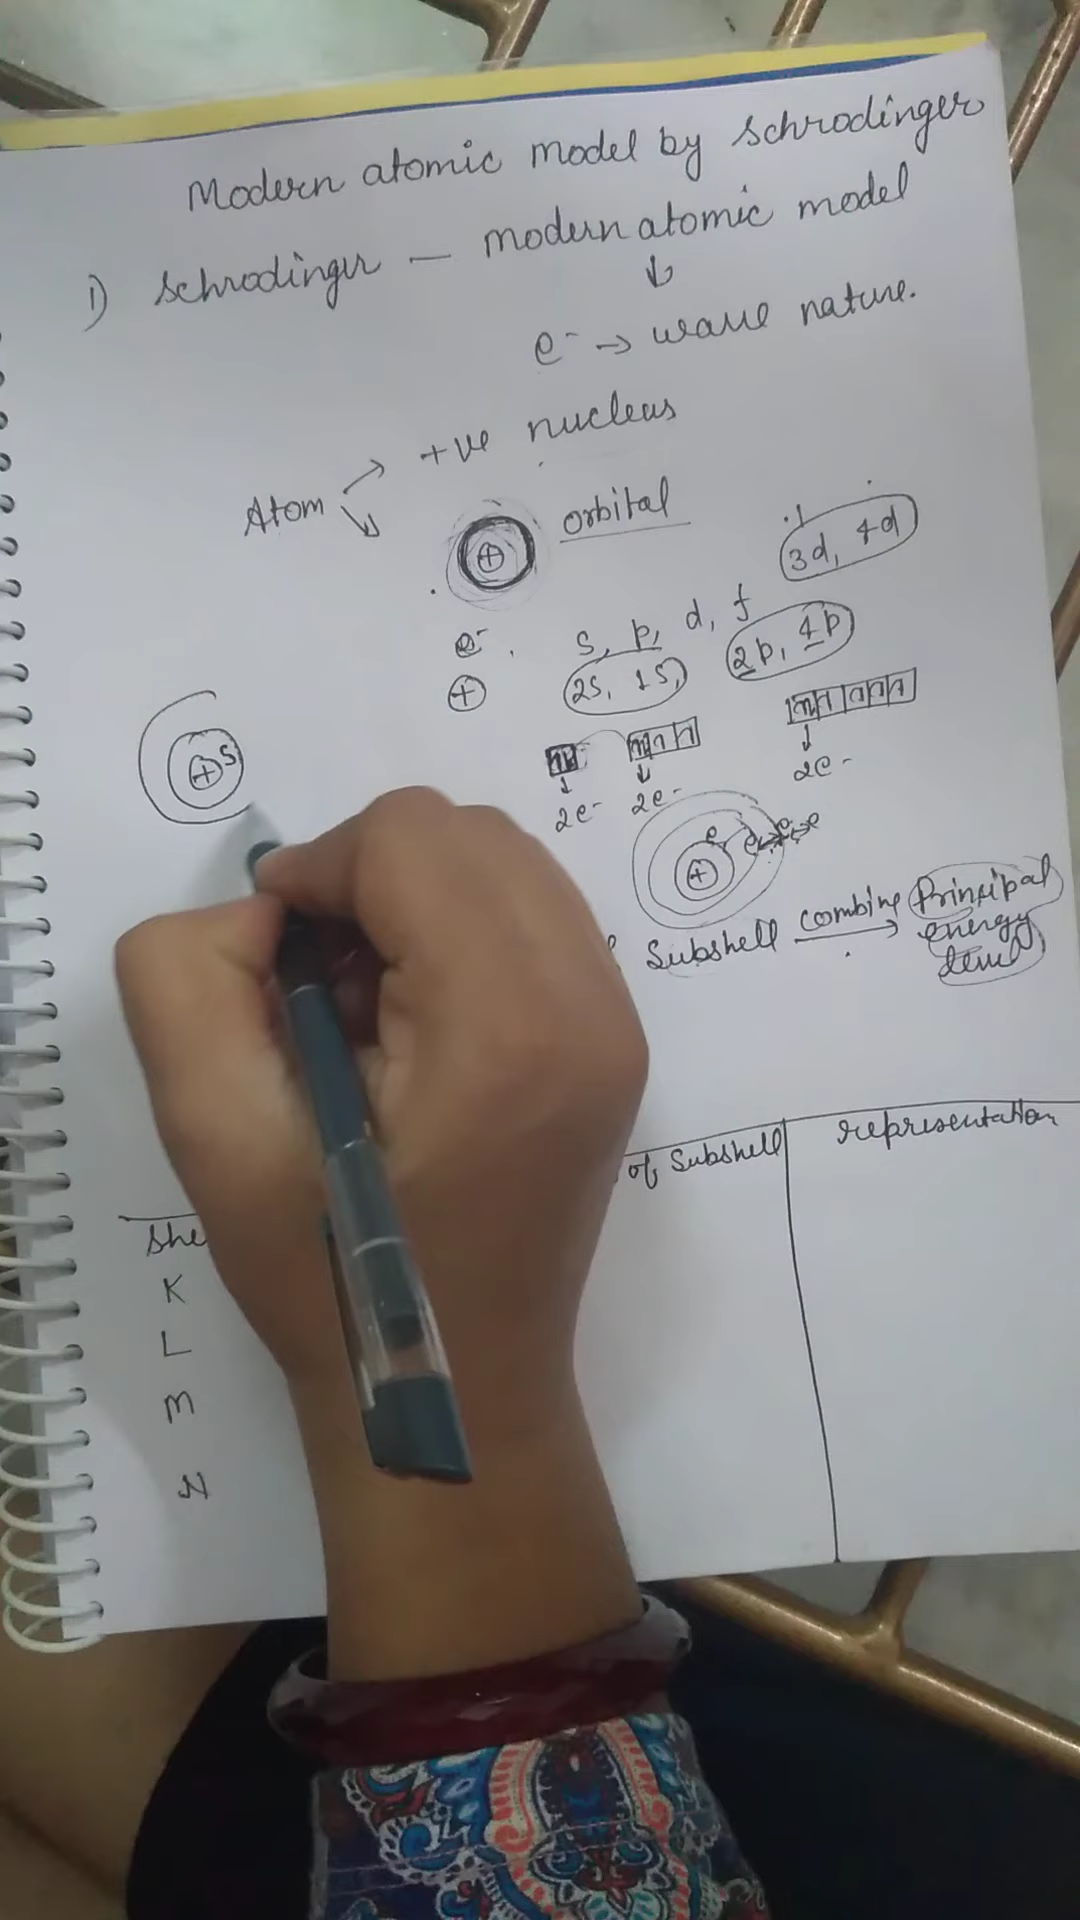 Modern atomic model by schrodinger
1) schrodinger — modern atomic model
↓
e⁻ → wave nature.
Atom → +ve nucleus
orbital
3d, 4d
e⁻ s, p, d, f
+ 2s, 1s, 2p, 4p
+ s
2e⁻ 2e⁻ 2e⁻
+ e e e e
Subshell combine → Principal
energy
level
of Subshell representation
She
K
L
M
N